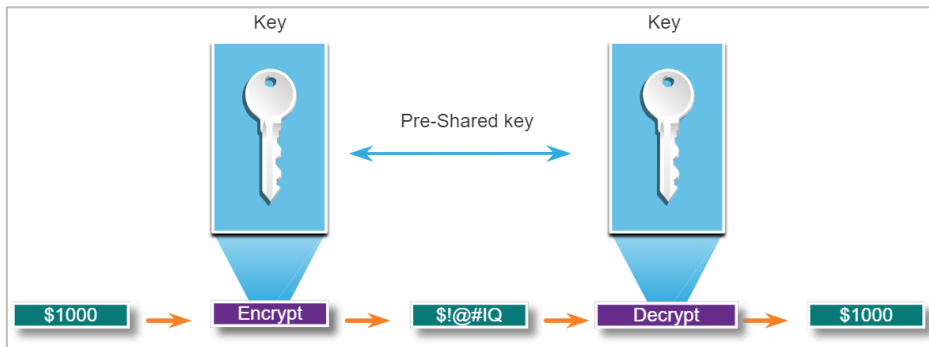 Key
Key
Pre-Shared key
$1000
Encrypt
$!@#IQ
Decrypt
$1000